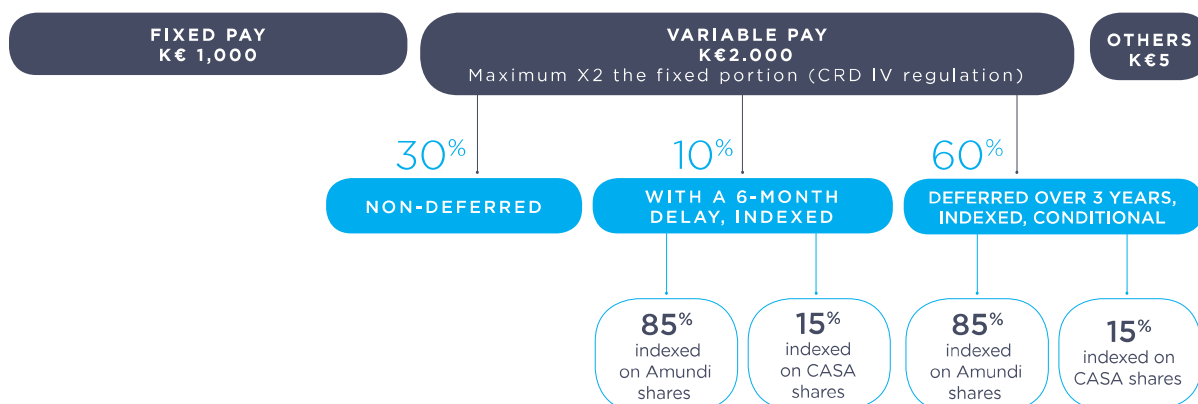 FIXED PAY
K€ 1,000
VARIABLE PAY
K€2.000
Maximum X2 the fixed portion (CRD IV regulation)
OTHERS
K€5
30%
10%
60%
NON-DEFERRED
WITH A 6-MONTH
DELAY, INDEXED
DEFERRED OVER 3 YEARS,
INDEXED, CONDITIONAL
85%
indexed
on Amundi
shares
15%
indexed
on CASA
shares
85%
indexed
on Amundi
shares
15%
indexed on
CASA shares